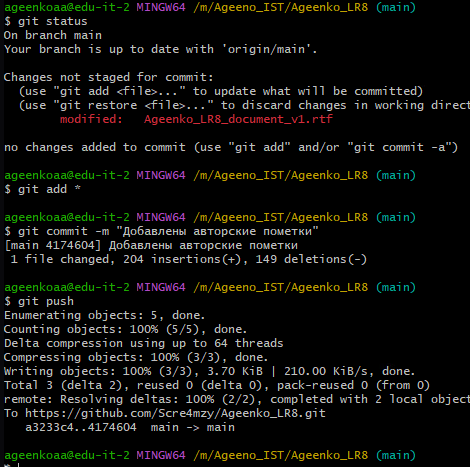 ageenkoaa@edu-it-2 MINGW64 /m/Ageeno_IST/Ageenko_LR8 (main)
$ git status
On branch main
Your branch is up to date with 'origin/main'.
Changes not staged for commit:
(use "git add <file>..." to update what will be committed)
(use "git restore <file>..." to discard changes in working direct
modified: Ageenko_LR8_document_v1.rtf
no changes added to commit (use "git add" and/or "git commit -a")
ageenkoaa@edu-it-2 MINGW64 /m/Ageeno_IST/Ageenko_LR8 (main)
$ git add *
ageenkoaa@edu-it-2 MINGW64 /m/Ageeno_IST/Ageenko_LR8 (main)
$ git commit -m "Добавлены авторские пометки"
[main 4174604] Добавлены авторские пометки
1 file changed, 204 insertions(+), 149 deletions(-)
ageenkoaa@edu-it-2 MINGW64 /m/Ageeno_IST/Ageenko_LR8 (main)
$ git push
Enumerating objects: 5, done.
Counting objects: 100% (5/5), done.
Delta compression using up to 64 threads
Compressing objects: 100% (3/3), done.
Writing objects: 100% (3/3), 3.70 KiB | 210.00 KiB/s, done.
Total 3 (delta 2), reused 0 (delta 0), pack-reused 0 (from 0)
remote: Resolving deltas: 100% (2/2), completed with 2 local object
To https://github.com/Scre4mzy/Ageenko_LR8.git
a3233c4..4174604 main -> main
ageenkoaa@edu-it-2 MINGW64 /m/Ageeno_IST/Ageenko_LR8 (main)